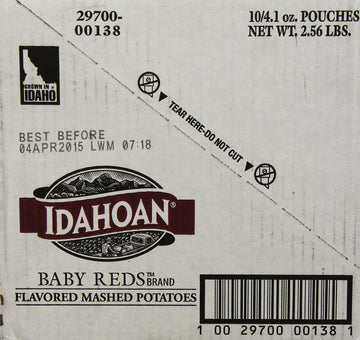 29700-
00138
10/4.1 oz. POUCHES
NET WT. 2.56 LBS.
GROWN IN
IDAHO
TEAR HERE-DO NOT CUT
BEST BEFORE
04APR2015 LWM 07:18
IDAHOAN®
BABY REDS™ BRAND
FLAVORED MASHED POTATOES
1 00 29700 00138 1